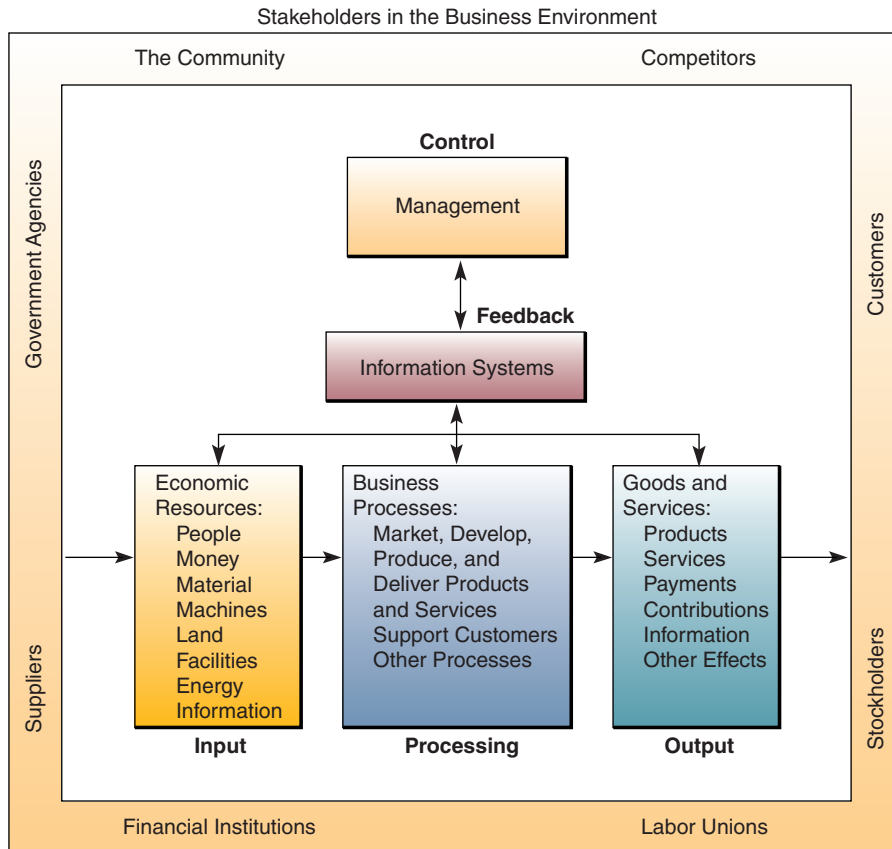 Stakeholders in the Business Environment
The Community
Competitors
Government Agencies
Suppliers
Customers
Stockholders
Control
Management
Feedback
Information Systems
Economic
Resources:
People
Money
Material
Machines
Land
Facilities
Energy
Information
Input
Business
Processes:
Market, Develop,
Produce, and
Deliver Products
and Services
Support Customers
Other Processes
Processing
Goods and
Services:
Products
Services
Payments
Contributions
Information
Other Effects
Output
Financial Institutions
Labor Unions